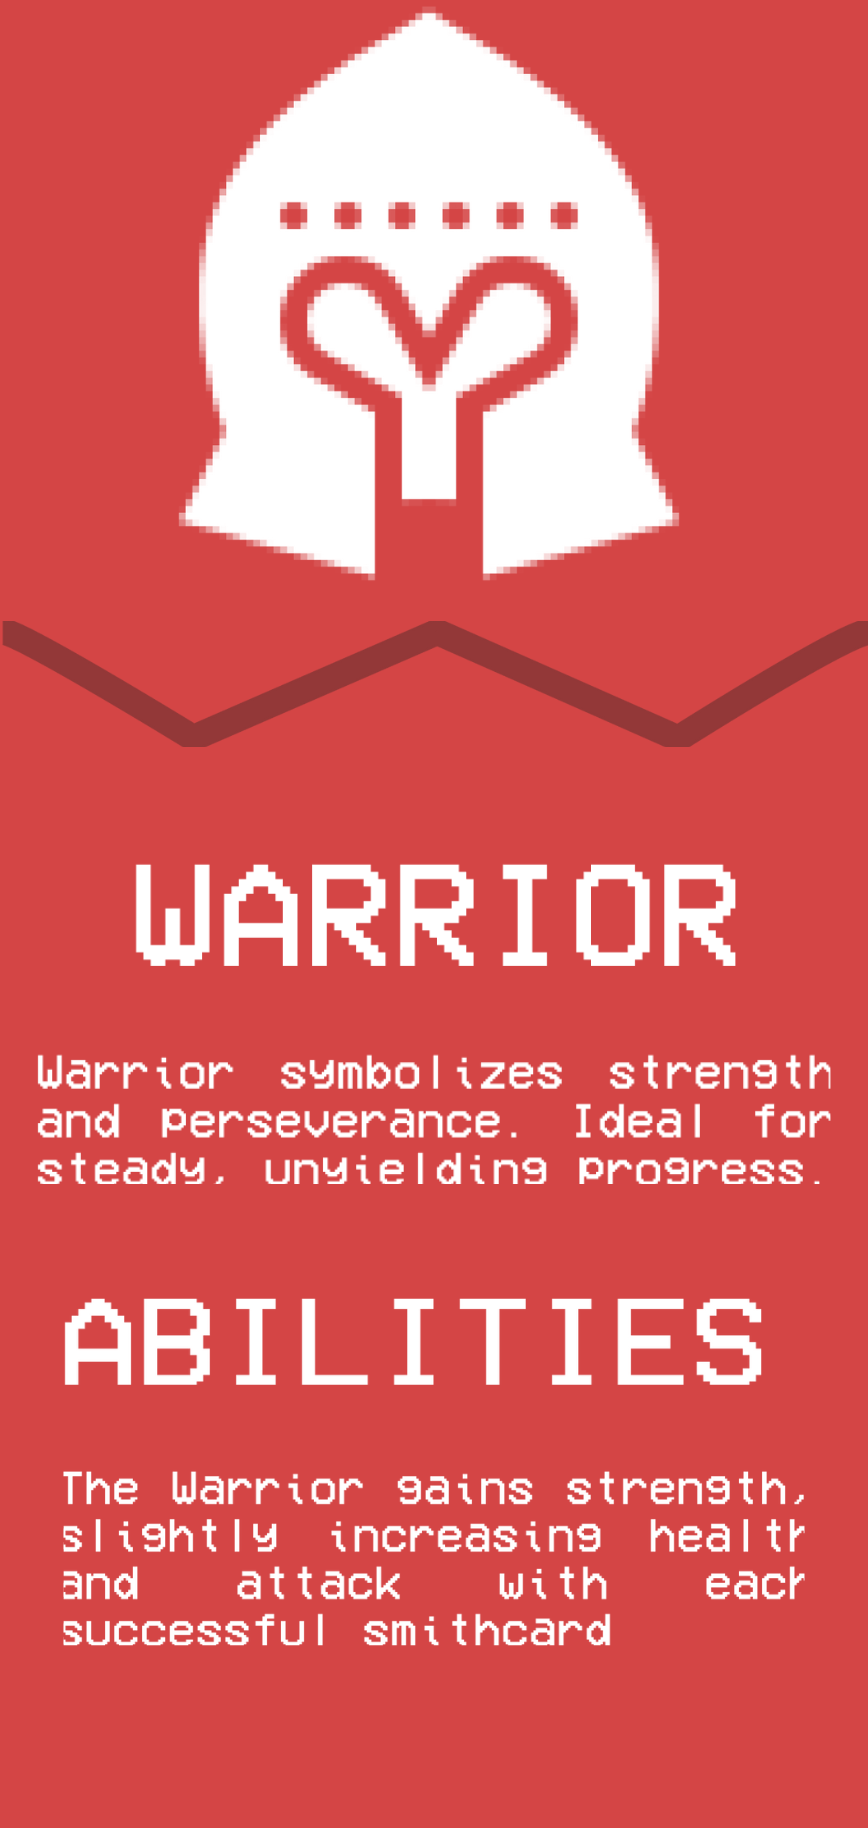 WARRIOR
Warrior symbolizes strength
and perseverance. Ideal for
steady, unyielding progress.
ABILITIES
The Warrior gains strength,
slightly increasing health
and attack with each
successful smithcard